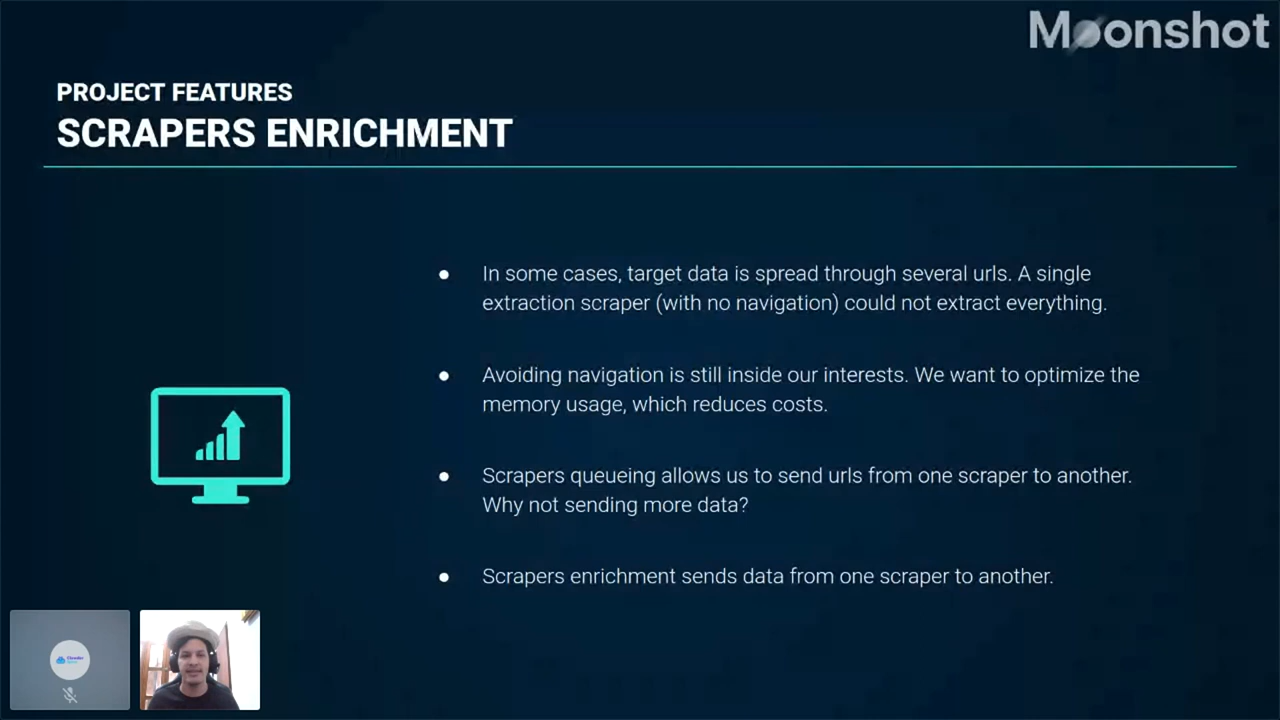 Moonshot
PROJECT FEATURES
SCRAPERS ENRICHMENT
● In some cases, target data is spread through several urls. A single
extraction scraper (with no navigation) could not extract everything.
● Avoiding navigation is still inside our interests. We want to optimize the
memory usage, which reduces costs.
● Scrapers queueing allows us to send urls from one scraper to another.
Why not sending more data?
● Scrapers enrichment sends data from one scraper to another.